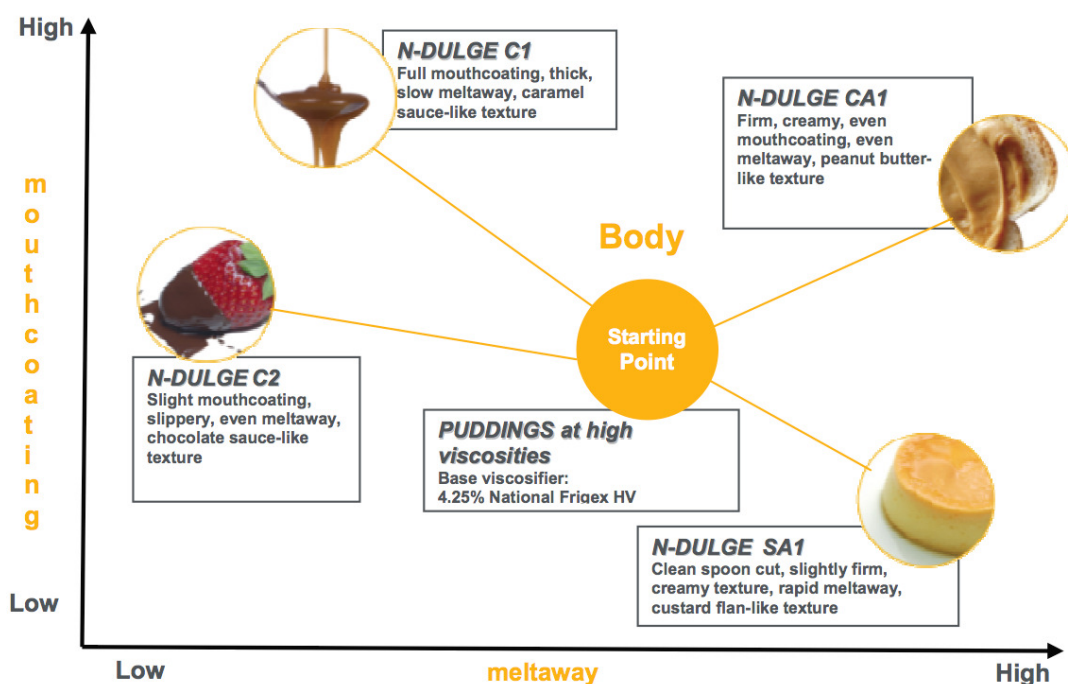 High
N-DULGE C1
Full mouthcoating, thick,
slow meltaway, caramel
sauce-like texture
N-DULGE CA1
Firm, creamy, even
mouthcoating, even
meltaway, peanut butter-
like texture
mouthcoating
Body
Starting
Point
N-DULGE C2
Slight mouthcoating,
slippery, even meltaway,
chocolate sauce-like
texture
PUDDINGS at high
viscosities
Base viscosifier:
4.25% National Frigex HV
N-DULGE SA1
Clean spoon cut, slightly firm,
creamy texture, rapid meltaway,
custard flan-like texture
Low
Low
meltaway
High